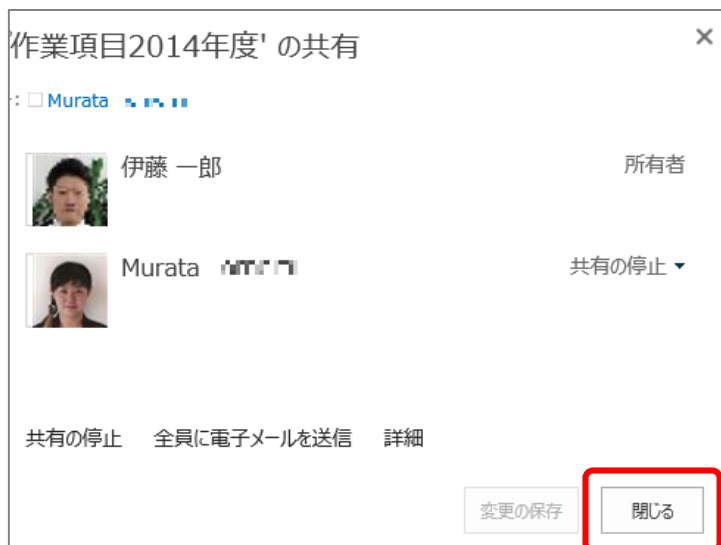 '作業項目2014年度' の共有
: Murata
伊藤 一郎
所有者
Murata
共有の停止
共有の停止 全員に電子メールを送信 詳細
変更の保存 閉じる